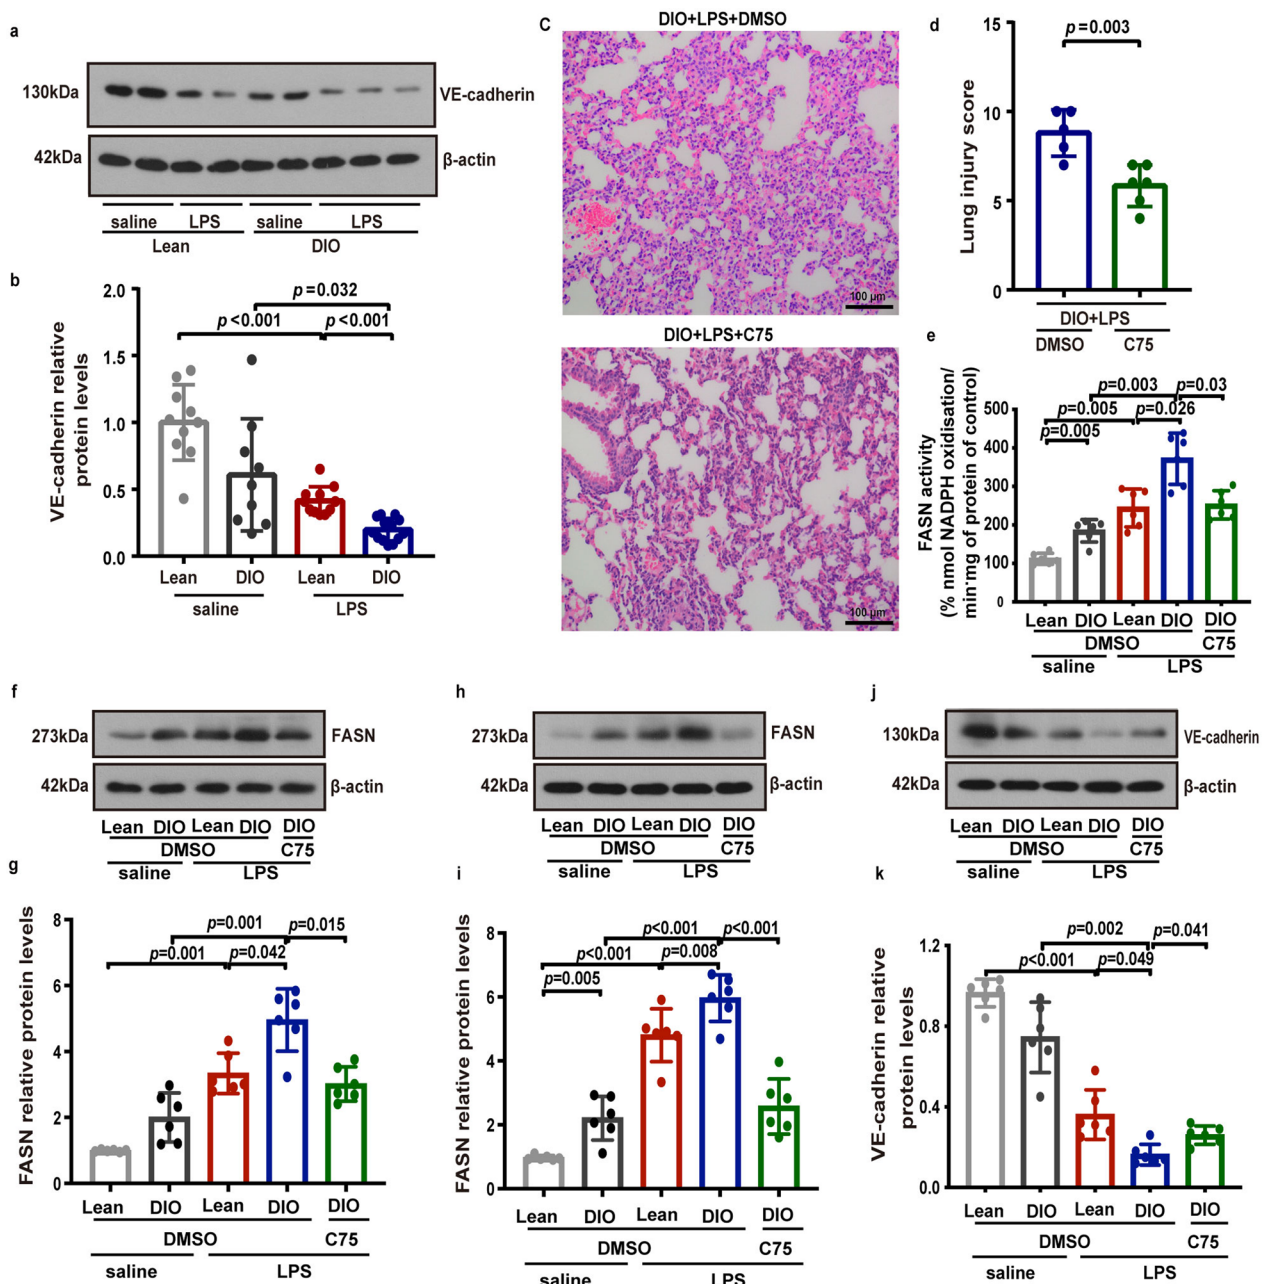 a
130kDa
VE-cadherin
42kDa
β-actin
saline LPS saline LPS
Lean DIO
b
VE-cadherin relative
protein levels
2.0
1.5
1.0
0.5
0.0
p=0.032
p<0.001 p<0.001
Lean DIO Lean DIO
saline LPS
C
DIO+LPS+DMSO
100 µm
DIO+LPS+C75
100 µm
d
Lung injury score
15
10
5
0
p=0.003
DIO+LPS
DMSO C75
e
FASN activity
(% nmol NADPH oxidisation/
min·mg of protein of control)
500
400
300
200
100
0
p=0.003 p=0.03
p=0.005 p=0.026
p=0.005
Lean DIO Lean DIO DIO
DMSO C75
saline LPS
f
273kDa
FASN
42kDa
β-actin
Lean DIO Lean DIO DIO
DMSO C75
saline LPS
g
FASN relative protein levels
8
6
4
2
0
p=0.001 p=0.015
p=0.001 p=0.042
Lean DIO Lean DIO DIO
DMSO C75
saline LPS
h
273kDa
FASN
42kDa
β-actin
Lean DIO Lean DIO DIO
DMSO C75
saline LPS
i
FASN relative protein levels
8
6
4
2
0
p<0.001 p<0.001
p<0.001 p=0.008
p=0.005
Lean DIO Lean DIO DIO
DMSO C75
saline LPS
j
130kDa
VE-cadherin
42kDa
β-actin
Lean DIO Lean DIO DIO
DMSO C75
saline LPS
k
VE-cadherin relative
protein levels
1.2
0.8
0.4
0.0
p=0.002 p=0.041
p<0.001 p=0.049
Lean DIO Lean DIO DIO
DMSO C75
saline LPS